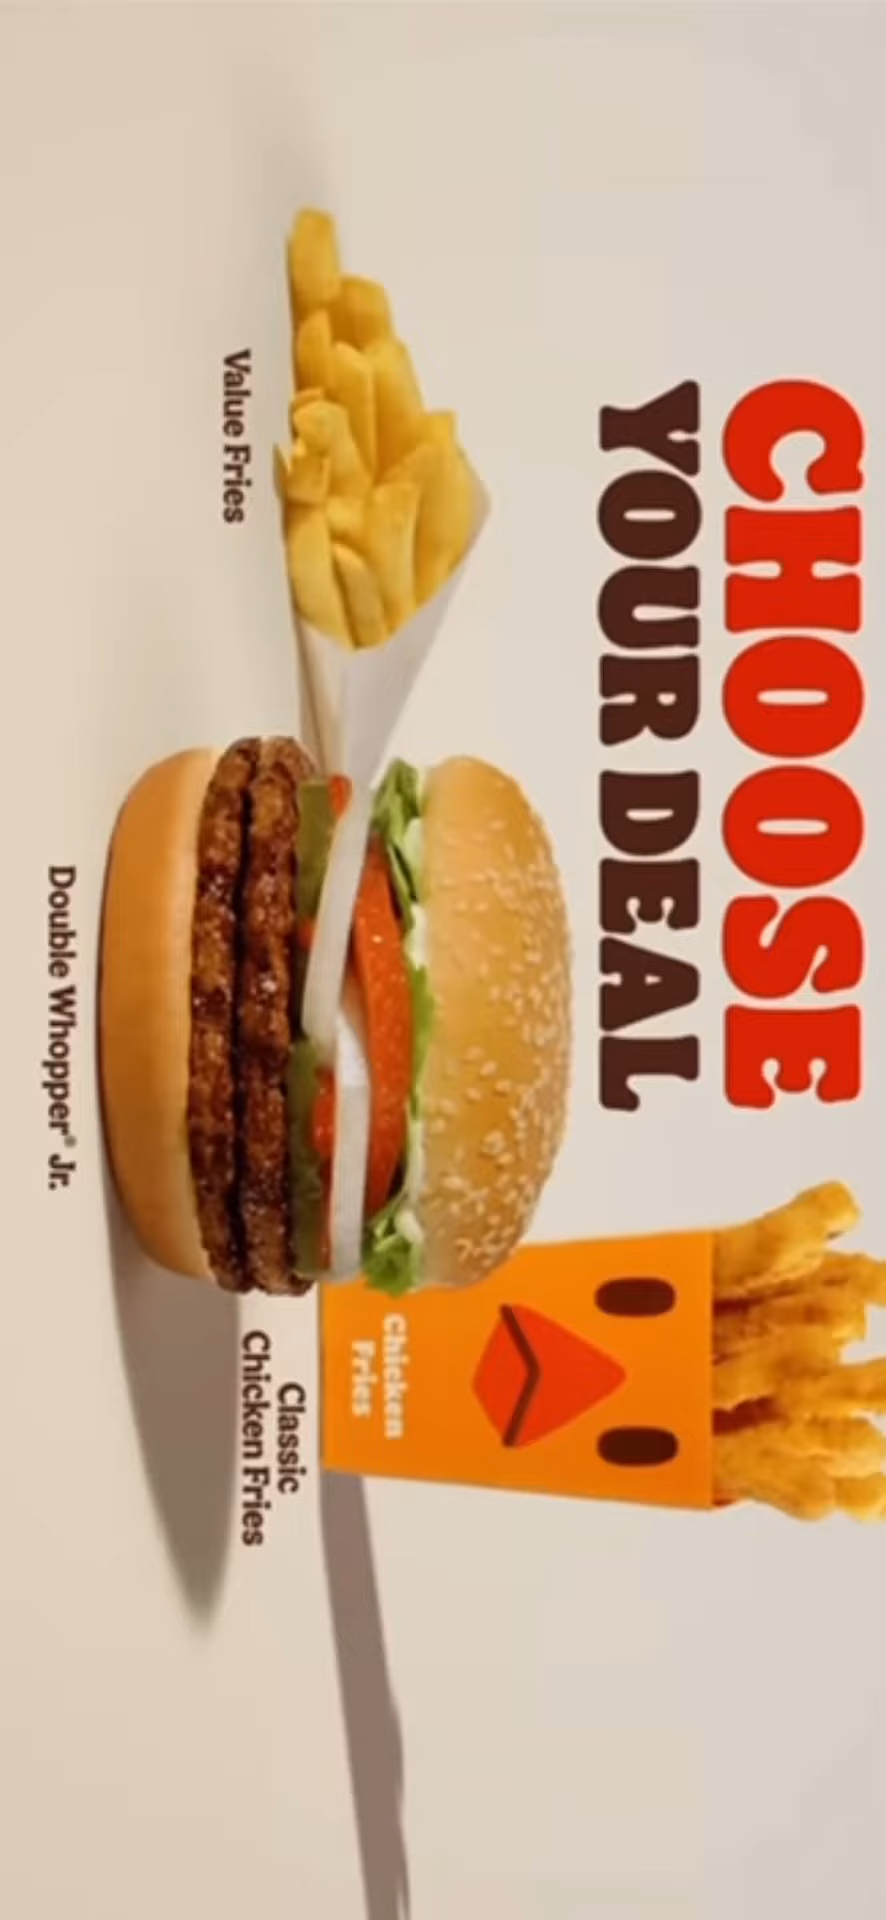 CHOOSE
YOUR DEAL
Value Fries
Double Whopper® Jr.
Chicken
Fries
Classic
Chicken Fries